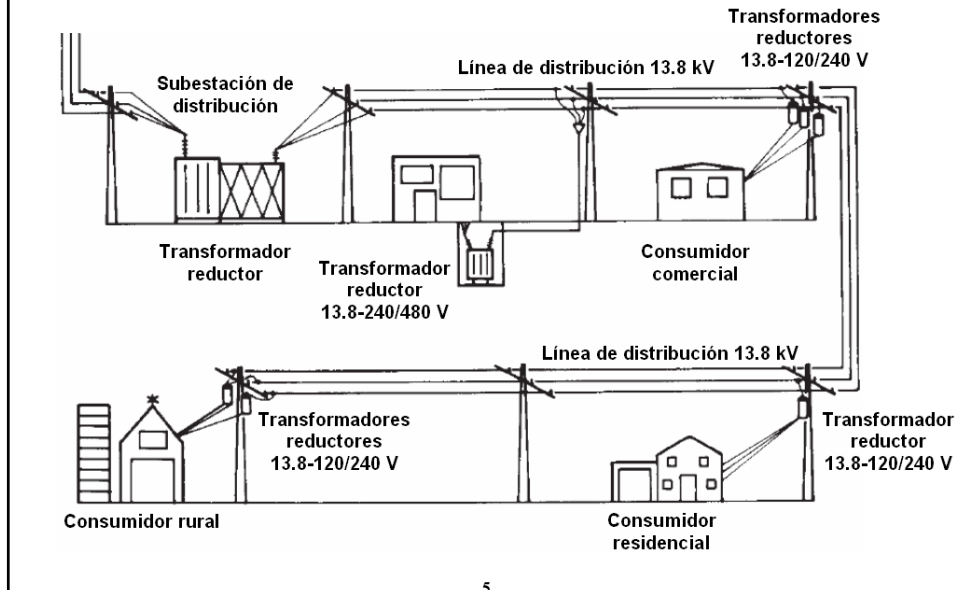 Transformadores
reductores
13.8-120/240 V
Subestación de
distribución
Línea de distribución 13.8 kV
Transformador
reductor
Transformador
reductor
13.8-240/480 V
Consumidor
comercial
Línea de distribución 13.8 kV
Transformadores
reductores
13.8-120/240 V
Transformador
reductor
13.8-120/240 V
Consumidor rural
Consumidor
residencial
5